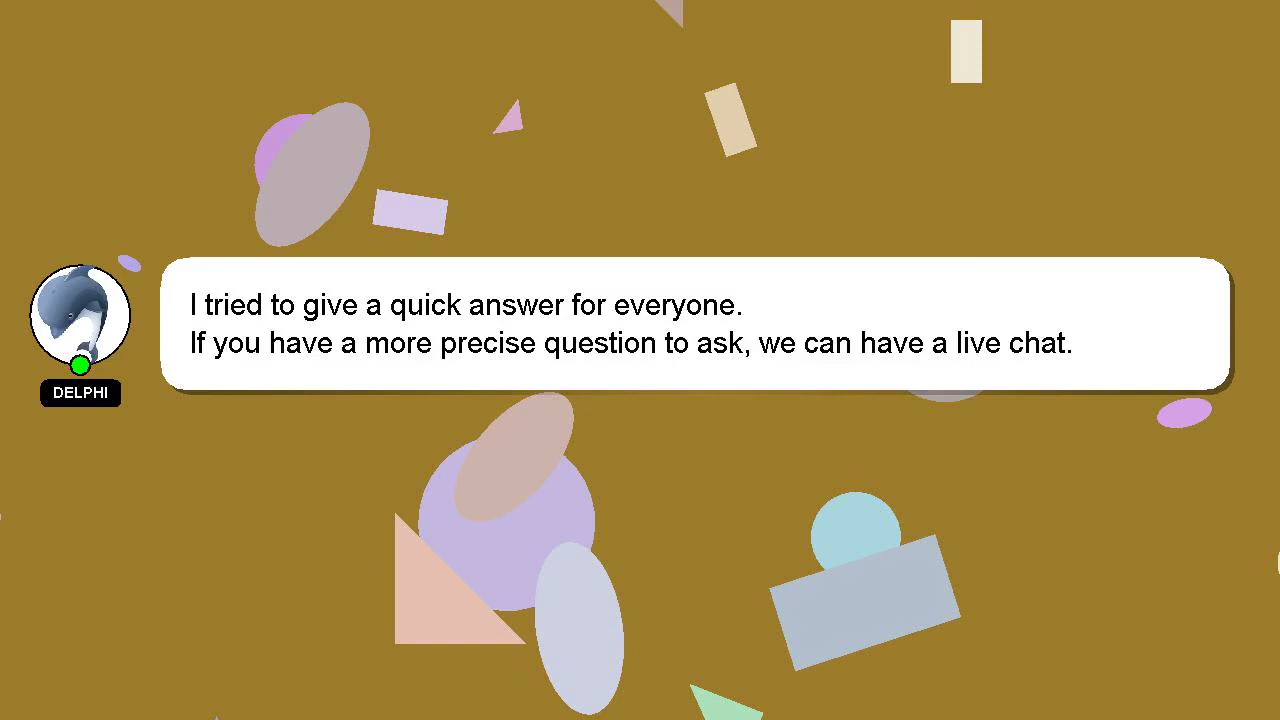 I tried to give a quick answer for everyone.
If you have a more precise question to ask, we can have a live chat.
DELPHI